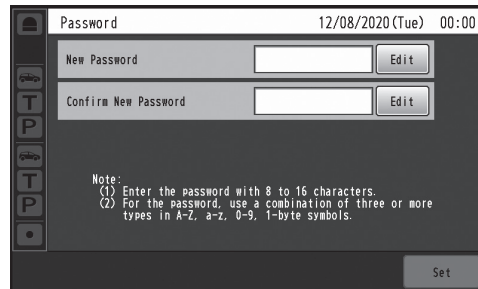 Password 12/08/2020(Tue) 00:00
New Password Edit
Confirm New Password Edit
T
P
T
P
Note:
(1) Enter the password with 8 to 16 characters.
(2) For the password, use a combination of three or more
types in A-Z, a-z, 0-9, 1-byte symbols.
Set